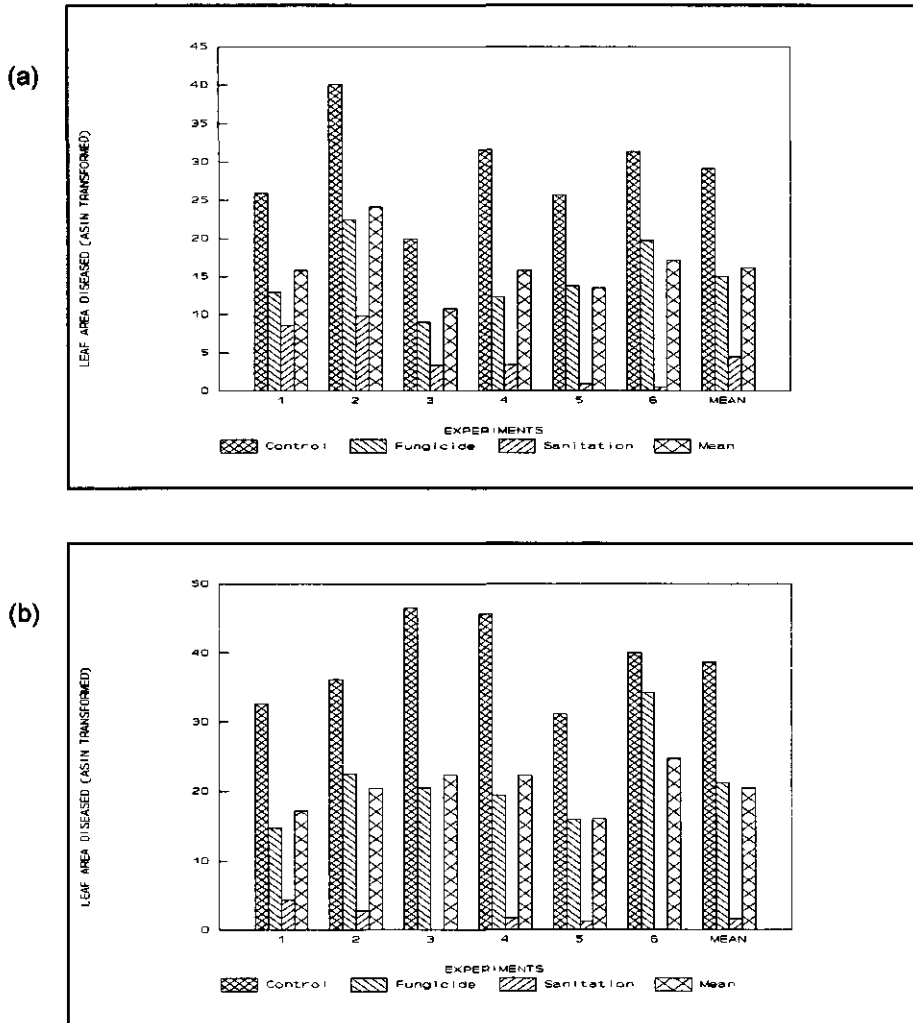 (a)
LEAF AREA DISEASED [ASIN TRANSFORMED)
45
40
35
30
25
20
15
10
5
0
1 2 3 4 5 6 MEAN
EXPERIMENTS
Control Fungicide Sanitation Mean
(b)
LEAF AREA DISEASED [ASIN TRANSFORMED)
50
40
30
20
10
0
1 2 3 4 5 6 MEAN
EXPERIMENTS
Control Fungicide Sanitation Mean